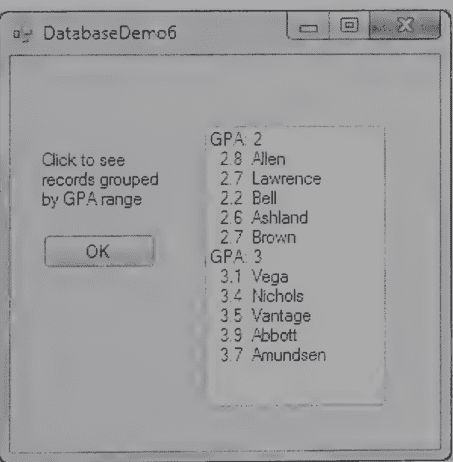 DatabaseDemo6
Click to see
records grouped
by GPA range
OK
GPA: 2
2.8 Allen
2.7 Lawrence
2.2 Bell
2.6 Ashland
2.7 Brown
GPA: 3
3.1 Vega
3.4 Nichols
3.5 Vantage
3.9 Abbott
3.7 Amundsen